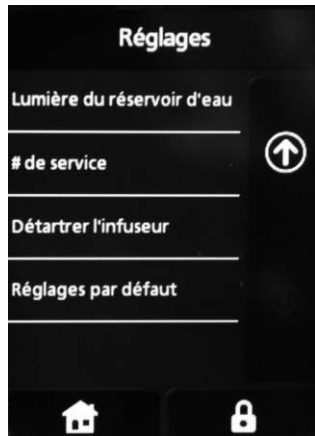 Réglages
Lumière du réservoir d'eau
# de service
Détartrer l'infuseur
Réglages par défaut